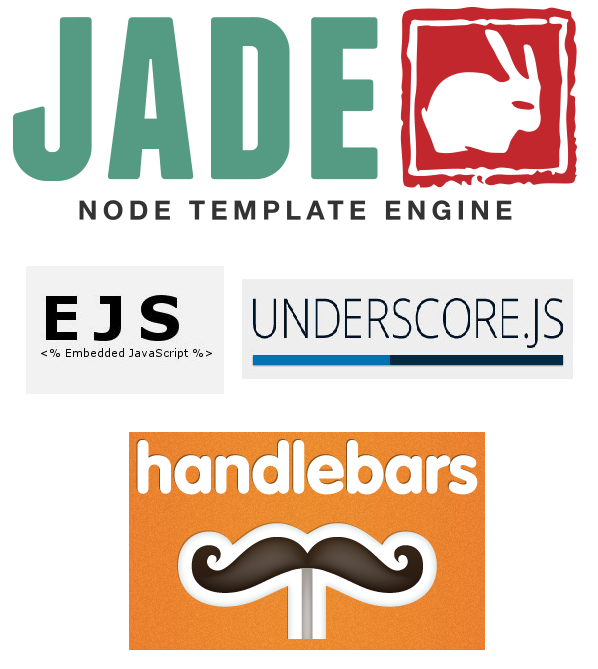 JADE
NODE TEMPLATE ENGINE
EJS
<% Embedded JavaScript %>
UNDERSCORE.JS
handlebars